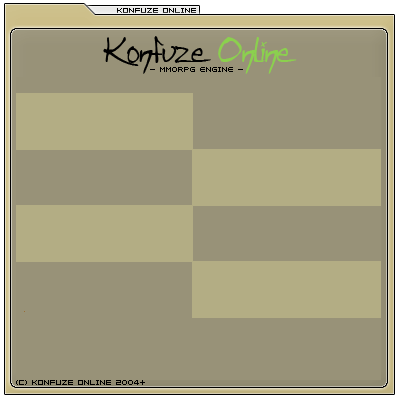 KONFUZE ONLINE
Konfuze Online
- MMORPG ENGINE -
(C) KONFUZE ONLINE 2004+